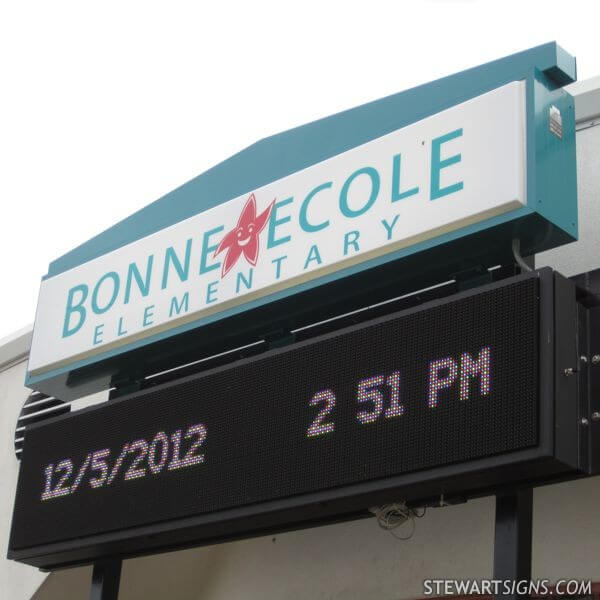 BONNE ECOLE
ELEMENTARY
12/5/2012 2 51 PM
STEWARTSIGNS.COM